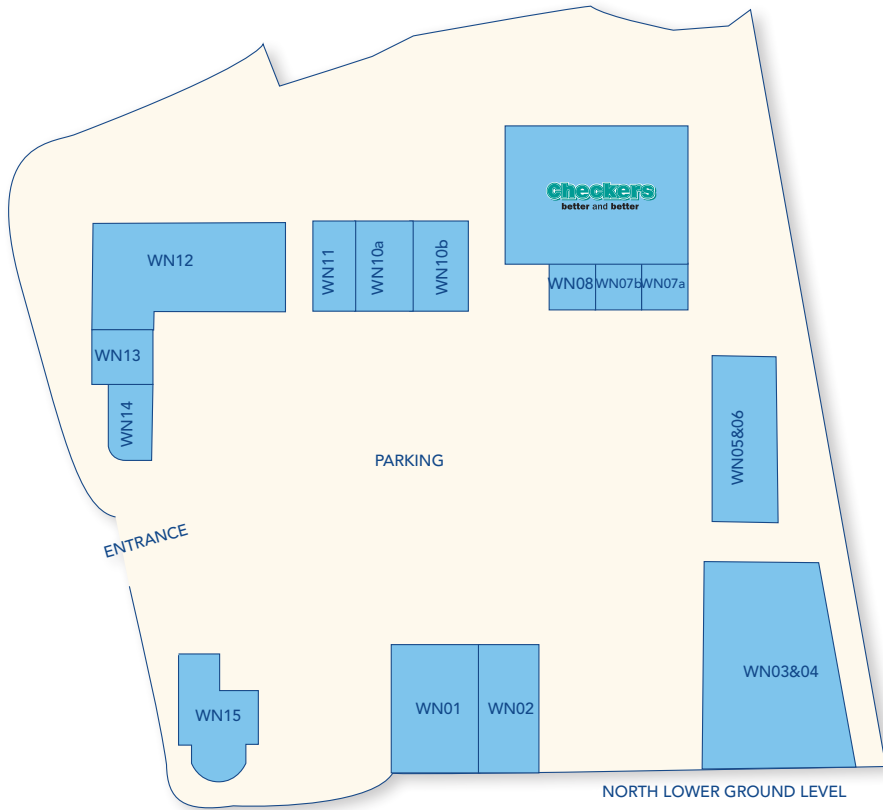 Checkers
better and better
WN12
WN11
WN10a
WN10b
WN08
WN07b
WN07a
WN13
WN14
WN05&06
PARKING
ENTRANCE
WN03&04
WN15
WN01
WN02
NORTH LOWER GROUND LEVEL